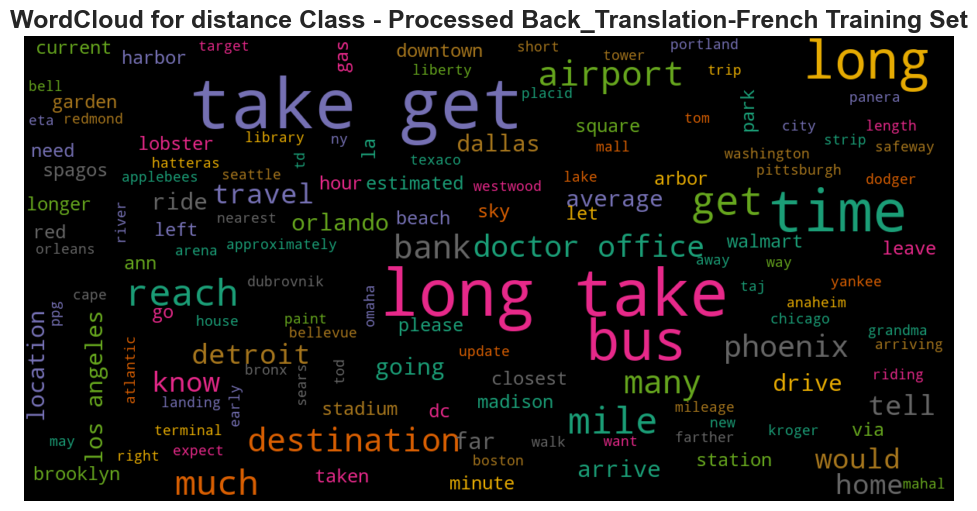 WordCloud for distance Class - Processed Back_Translation-French Training Set
current
harbor
target
gas
downtown
short
tower
portland
long
bell
garden
take get
liberty
airport
trip
placid
park
panera
eta
redmond
lobster
library
ny
la
dallas
square
tom
city
length
need
hatteras
td
texaco
mall
strip
safeway
spagos
applebees
seattle
hour
estimated
westwood
lake
washington
pittsburgh
arbor
dodger
longer
river
ride
travel
nearest
orlando
beach
sky
average
let
get
time
red
left
arena
approximately
bank
doctor office
walmart
leave
orleans
ann
away
way
cape
reach
dubrovnik
omaha
long take
taj
yankee
anaheim
ppg
go
house
paint
bellevue
please
bus
chicago
grandma
location
los angeles
atlantic
detroit
bronx
going
update
phoenix
arriving
know
landing
early
sears
tod
closest
many
drive
riding
stadium
dc
madison
mile
mileage
new
tell
may
terminal
right
expect
destination
far
walk
want
farther
kroger
via
brooklyn
much
taken
boston
minute
arrive
station
would
home
mahal